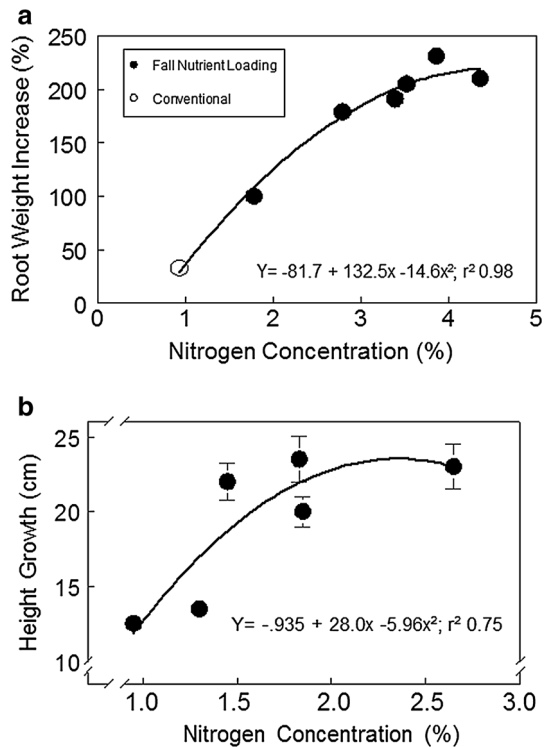 a
250
200
150
100
50
0
Root Weight Increase (%)
Fall Nutrient Loading
Conventional
Y= -81.7 + 132.5x -14.6x²; r² 0.98
0 1 2 3 4 5
Nitrogen Concentration (%)
b
25
20
15
10
Height Growth (cm)
Y= -.935 + 28.0x -5.96x²; r² 0.75
1.0 1.5 2.0 2.5 3.0
Nitrogen Concentration (%)